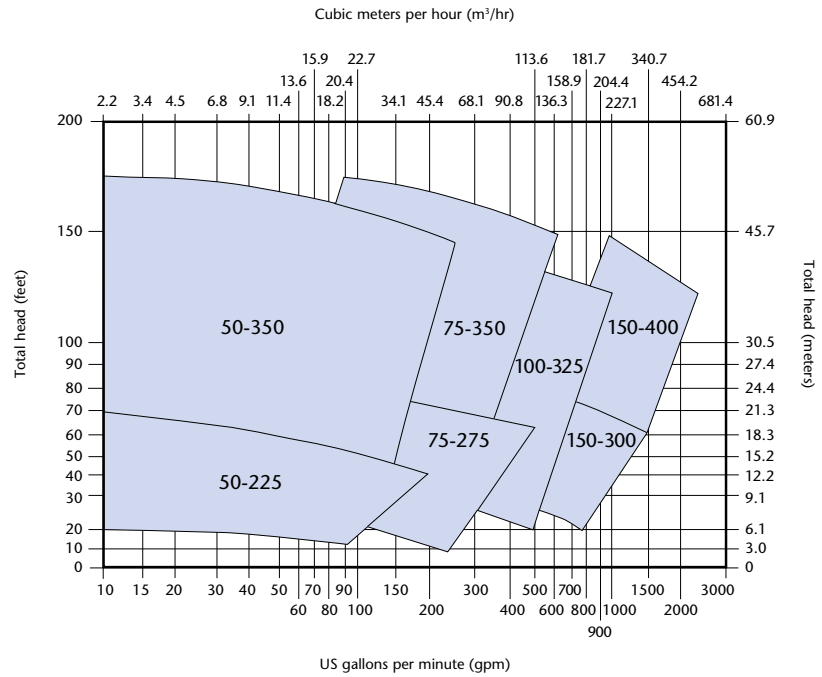 Cubic meters per hour (m³/hr)
15.9 22.7 113.6 181.7 340.7
13.6 20.4 158.9 204.4 454.2
2.2 3.4 4.5 6.8 9.1 11.4 18.2 34.1 45.4 68.1 90.8 136.3 227.1 681.4
200 60.9
150 45.7
100 30.5
90 27.4
80 24.4
70 21.3
60 18.3
50 15.2
40 12.2
30 9.1
20 6.1
10 3.0
0 0
Total head (feet)
Total head (meters)
50-350
75-350
150-400
100-325
75-275
150-300
50-225
10 15 20 30 40 50 70 90 150 300 500 700 1500 3000
60 80 100 200 400 600 800 1000 2000
900
US gallons per minute (gpm)